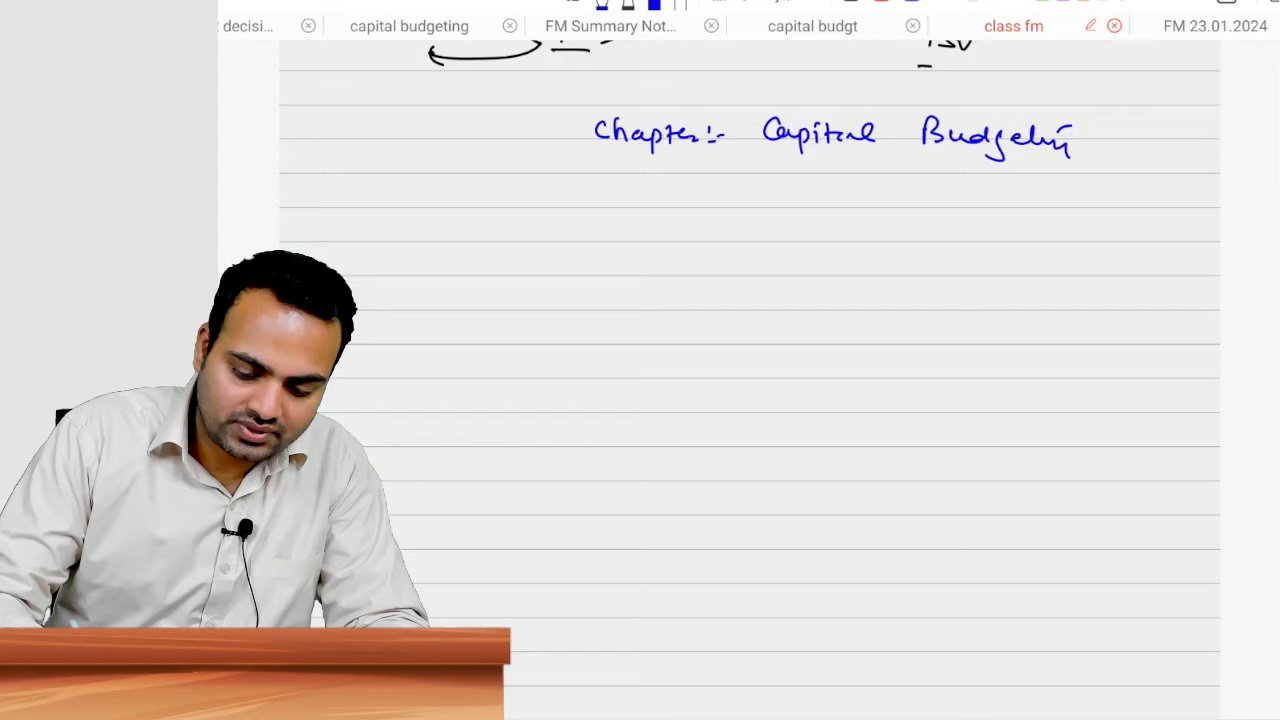 decisi... capital budgeting FM Summary Not... capital budgt class fm FM 23.01.2024
Chapter:- Capital Budgeting